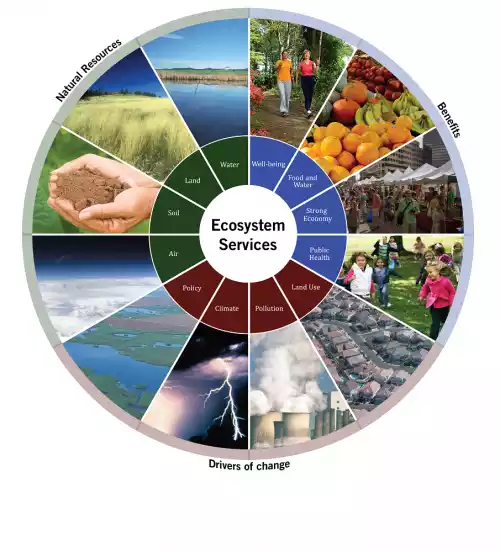 Natural Resources
Benefits
Water
Well-being
Land
Food and
Water
Soil
Strong
Economy
Ecosystem
Services
Air
Public
Health
Policy
Land Use
Climate
Pollution
Drivers of change